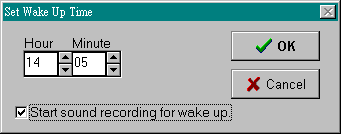 Set Wake Up Time
Hour Minute
14 05
OK
Cancel
Start sound recording for wake up.